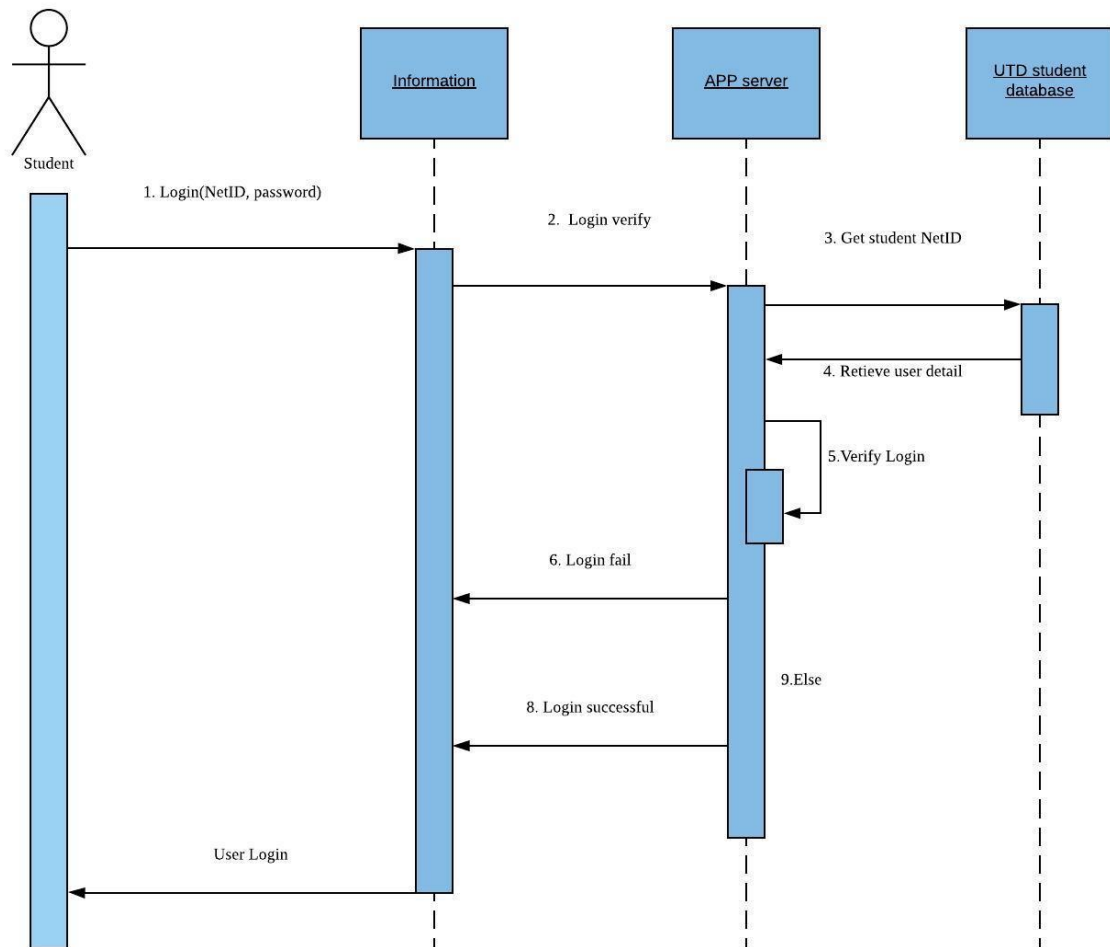 Information
APP server
UTD student
database
Student
1. Login(NetID, password)
2.  Login verify
3. Get student NetID
4. Retieve user detail
5.Verify Login
6. Login fail
9.Else
8. Login successful
User Login